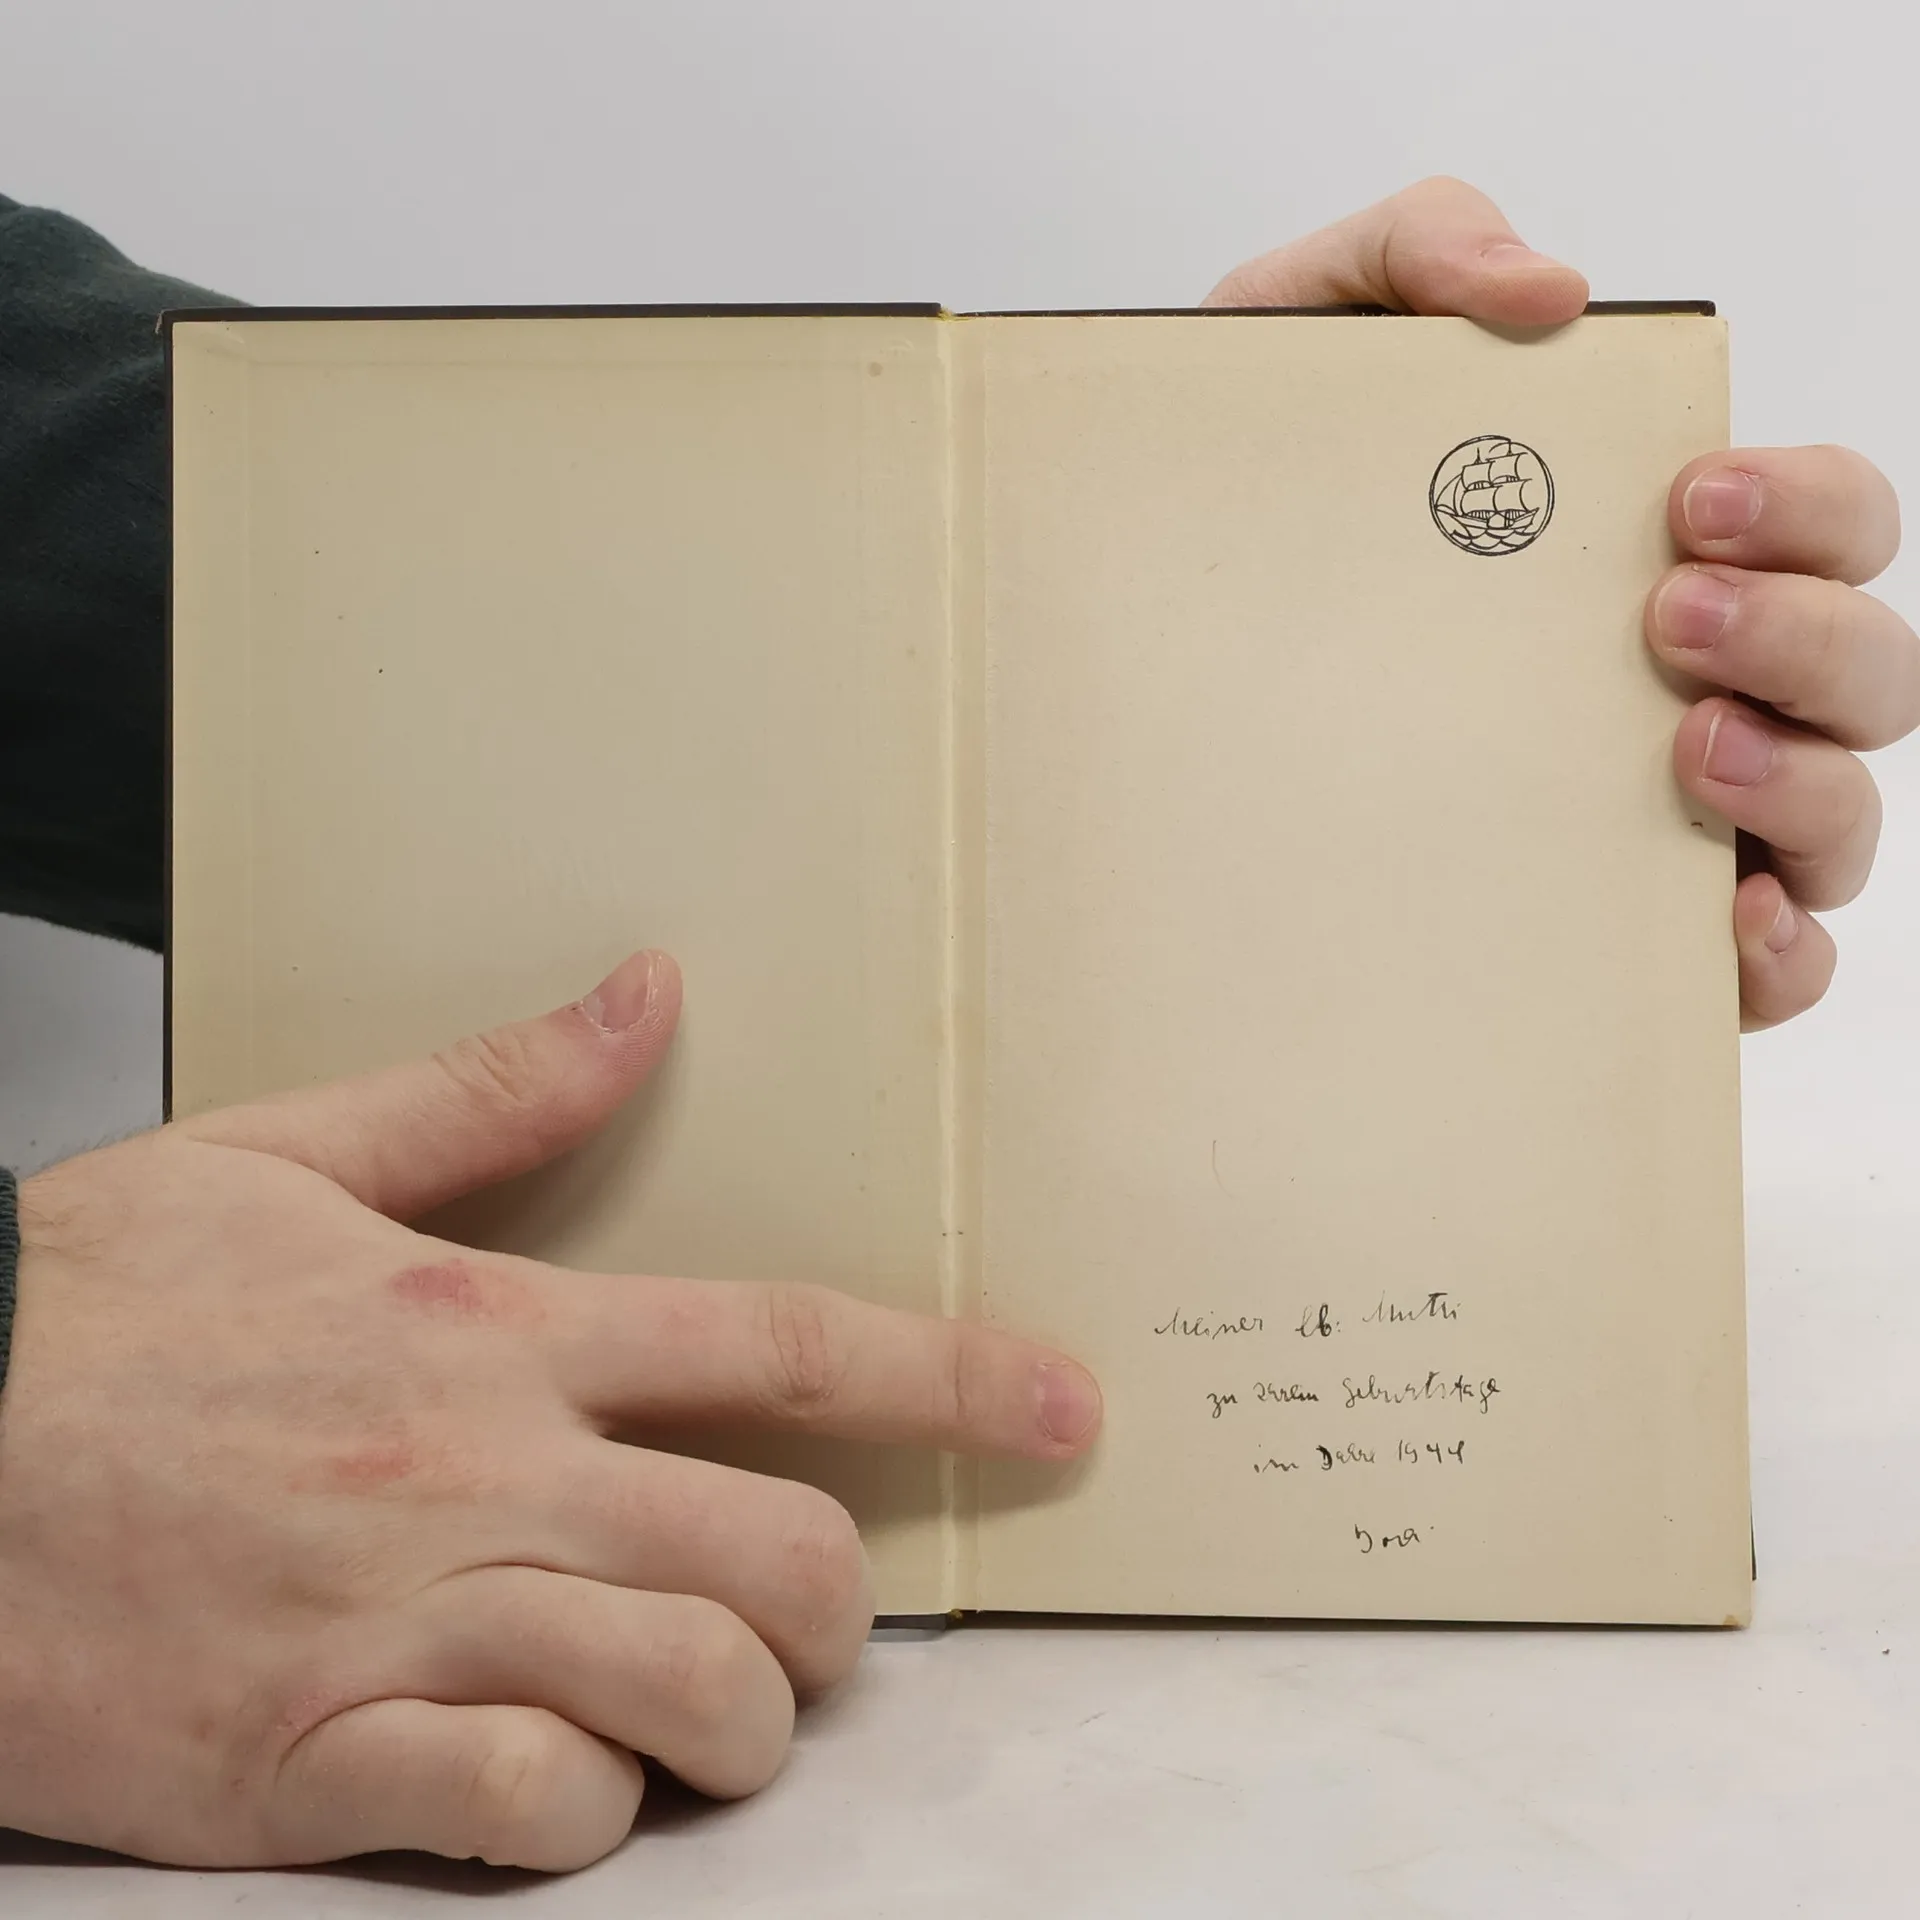 Meiner lb: Mutti
zu ihrem Geburtstage
im Jahre 1944